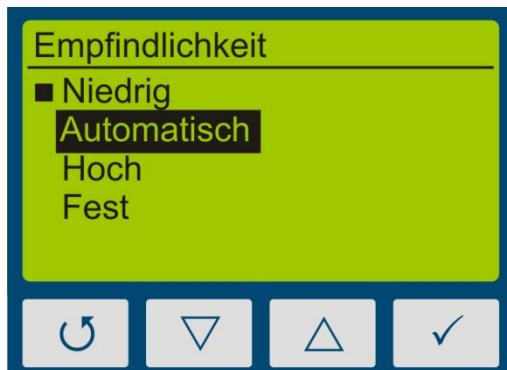 Empfindlichkeit
Niedrig
Automatisch
Hoch
Fest